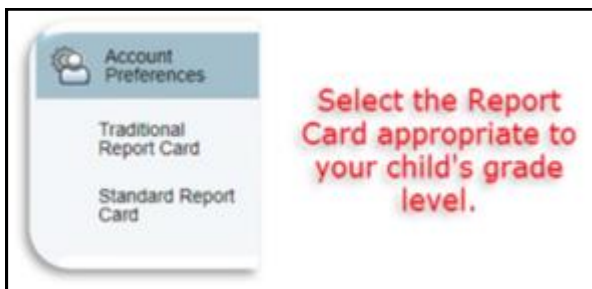 Account
Preferences
Traditional
Report Card
Standard Report
Card
Select the Report
Card appropriate to
your child's grade
level.